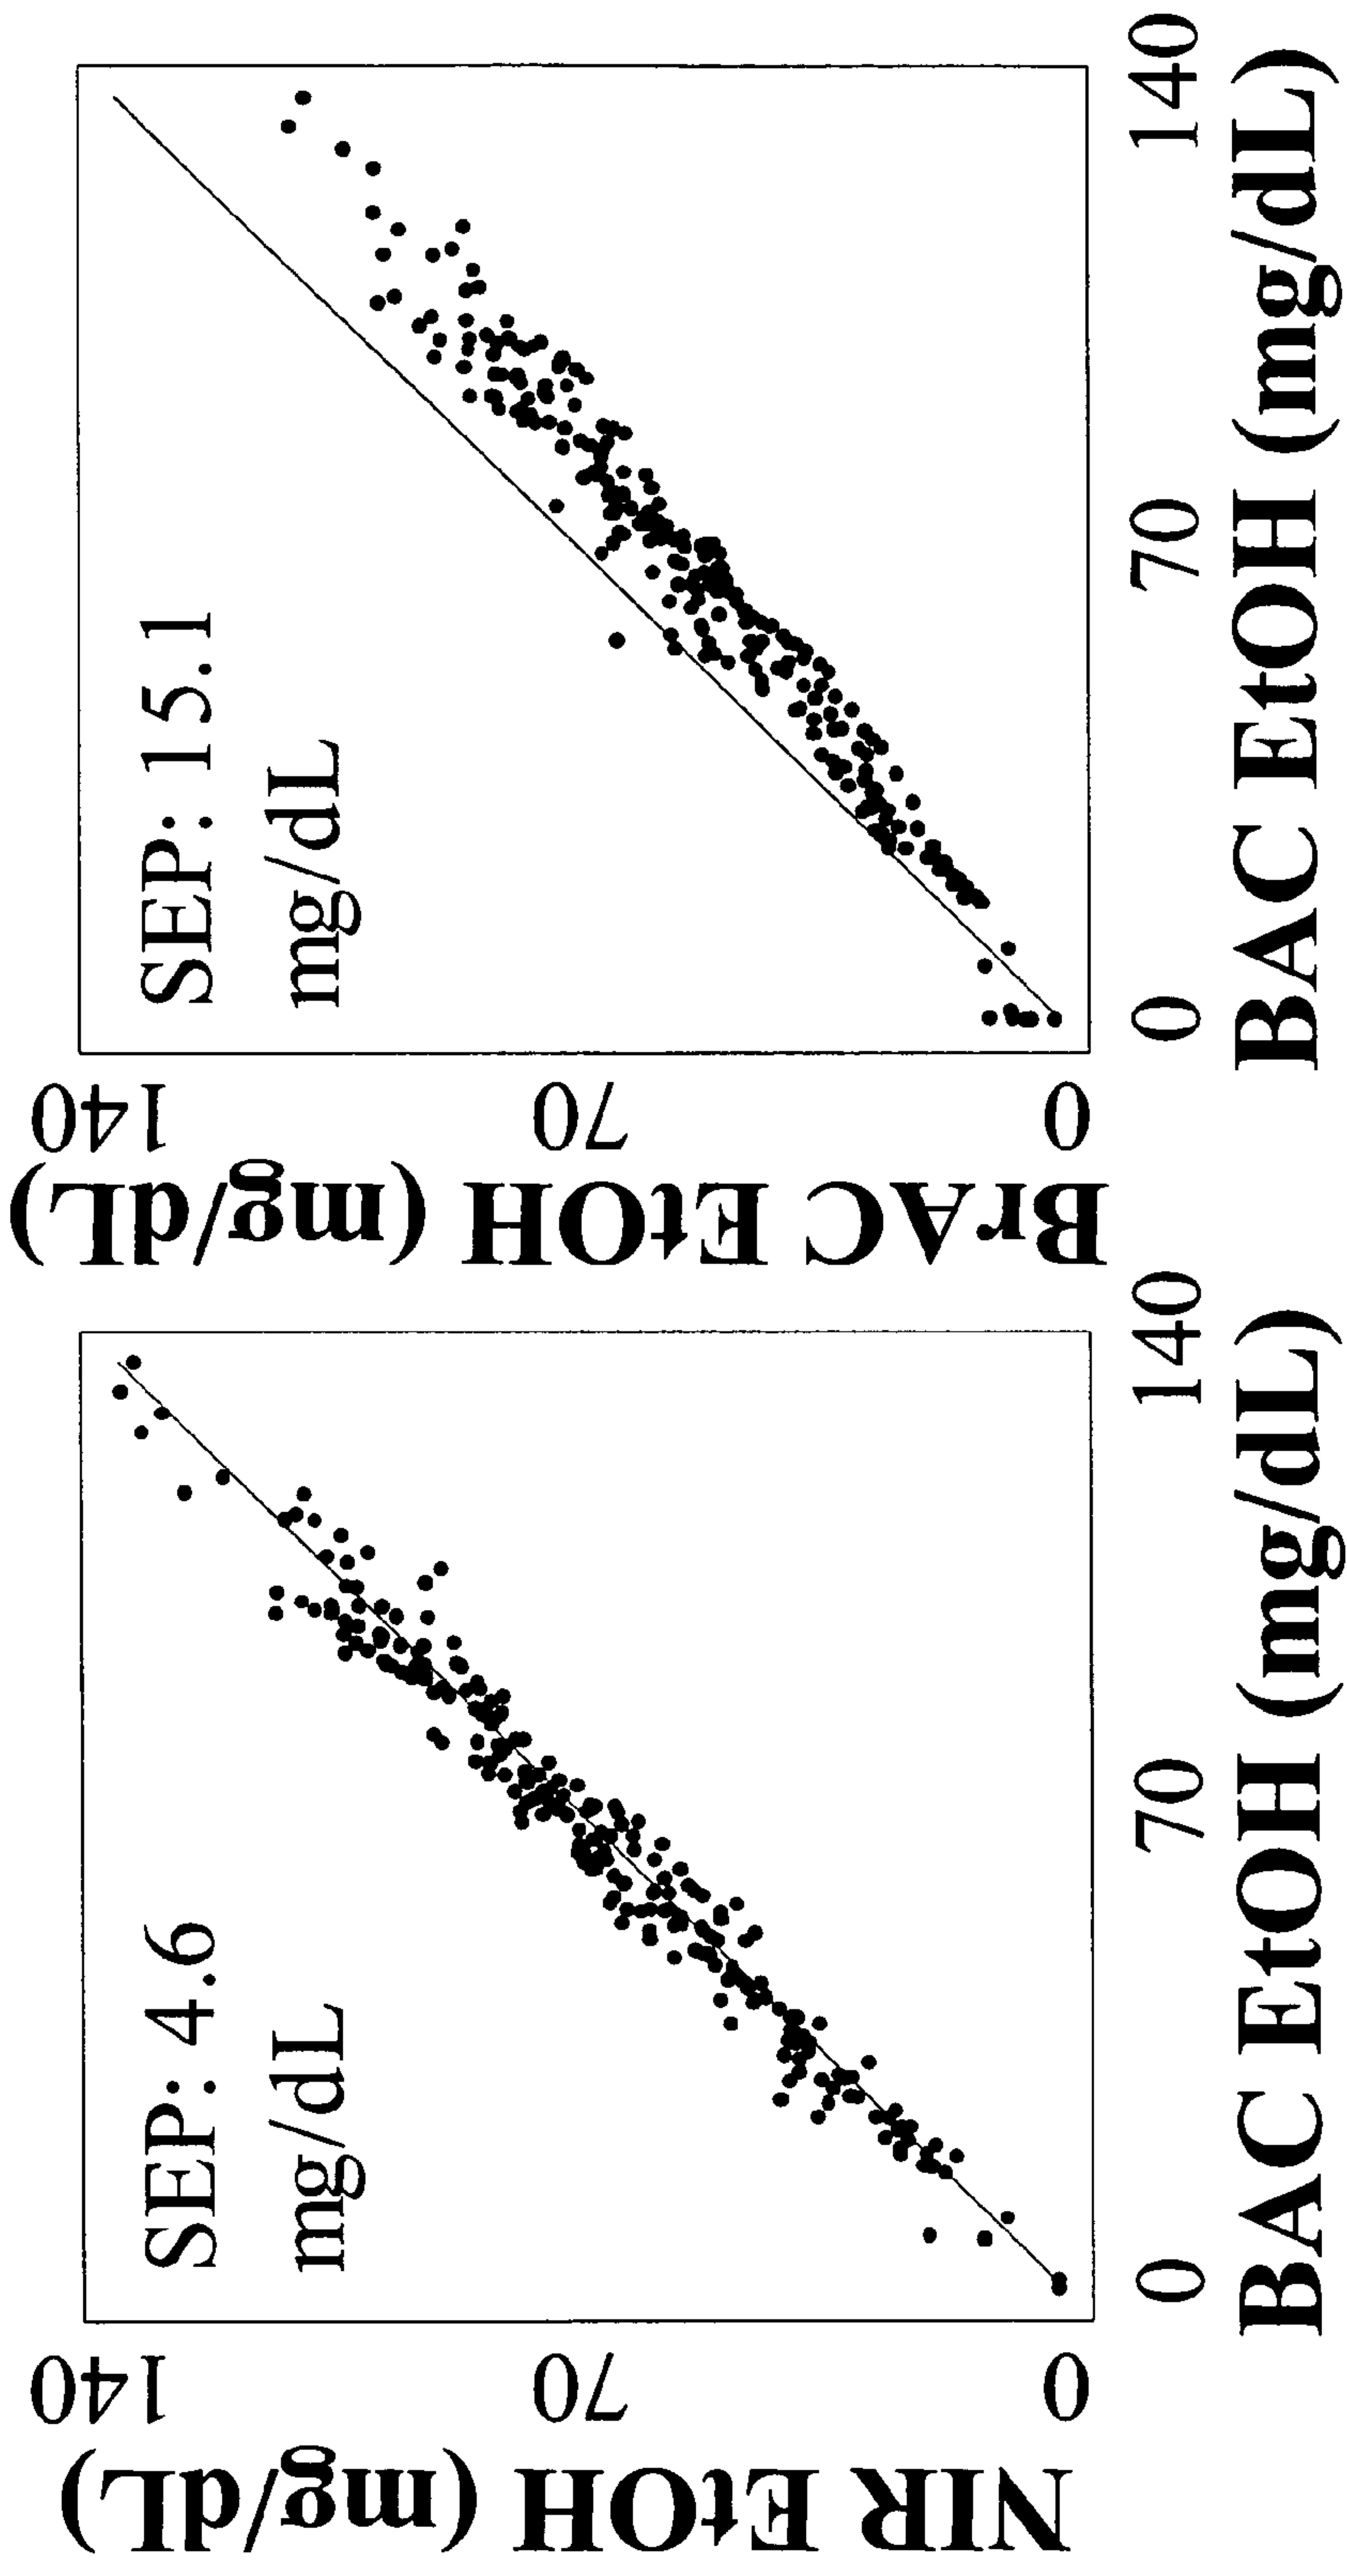 NIR EtOH (mg/dL)
140
70
0
SEP: 4.6
mg/dL
0
70
140
BAC EtOH (mg/dL)
BrAC EtOH (mg/dL)
140
70
0
SEP: 15.1
mg/dL
0
70
140
BAC EtOH (mg/dL)